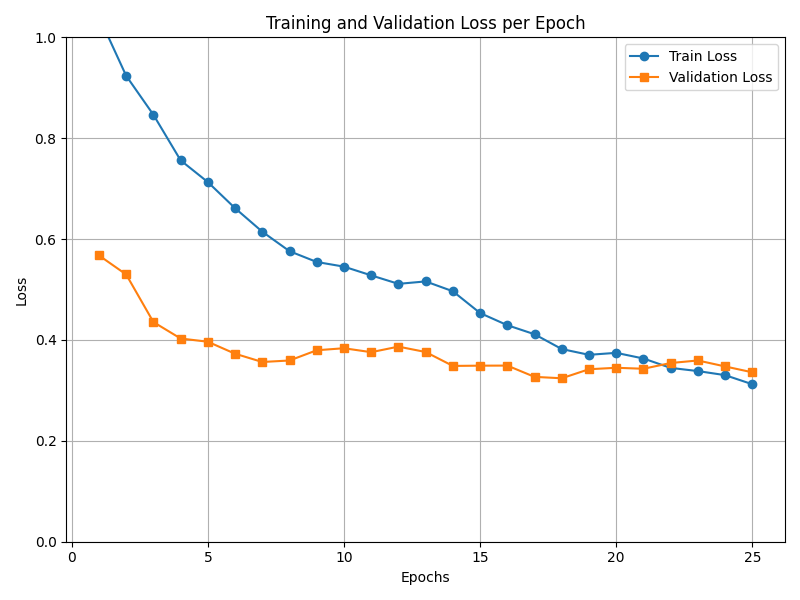 Training and Validation Loss per Epoch
Train Loss
Validation Loss
1.0
0.8
0.6
0.4
0.2
0.0
Loss
0 5 10 15 20 25
Epochs